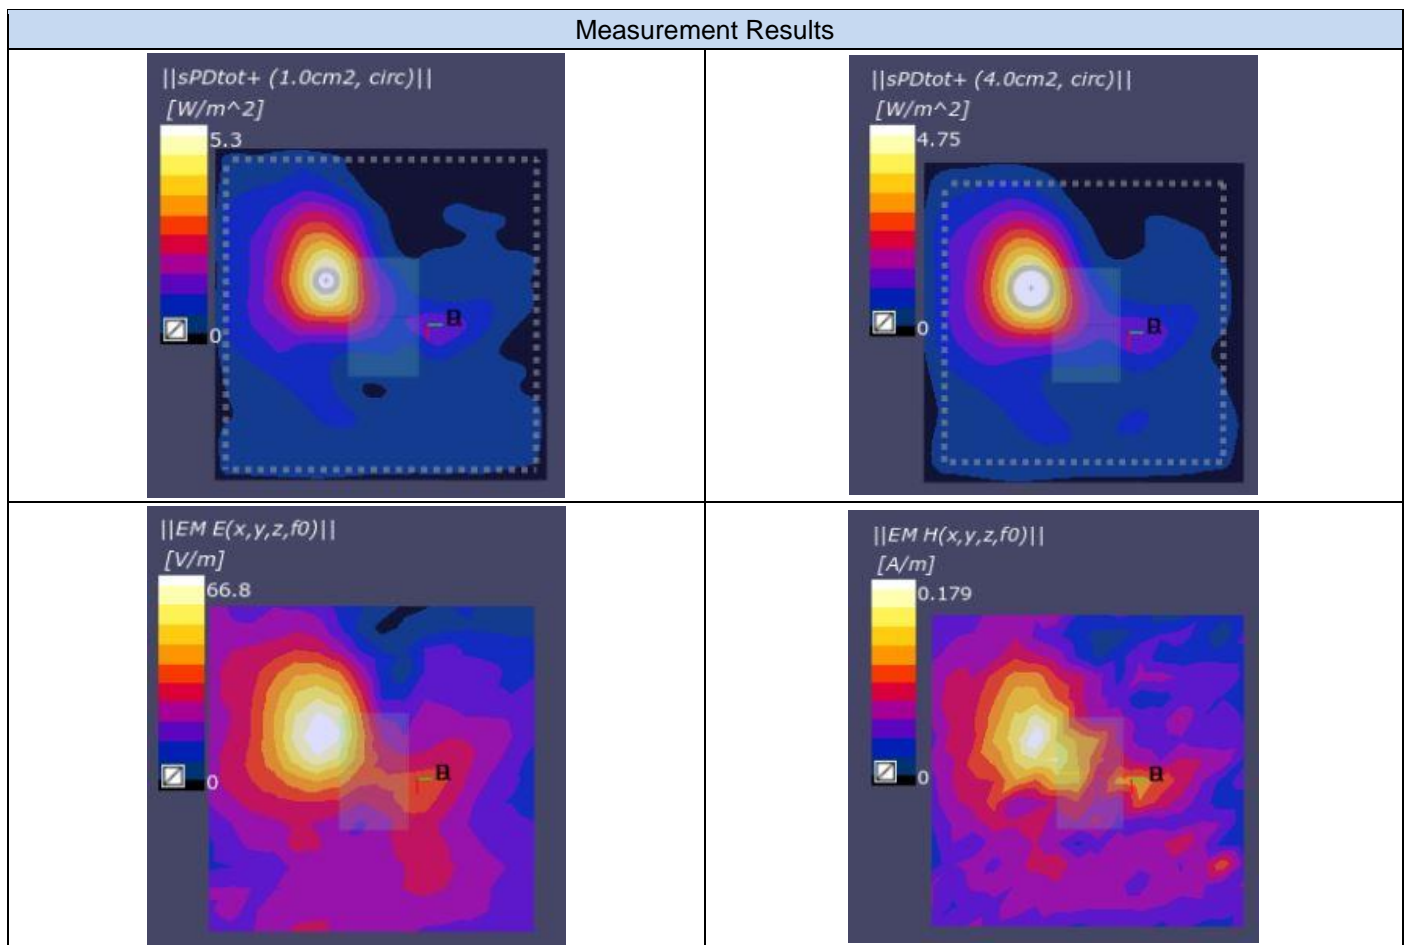 Measurement Results
||sPDtot+ (1.0cm2, circ)||
[W/m^2]
5.3
0
||sPDtot+ (4.0cm2, circ)||
[W/m^2]
4.75
0
||EM E(x,y,z,f0)||
[V/m]
66.8
0
||EM H(x,y,z,f0)||
[A/m]
0.179
0